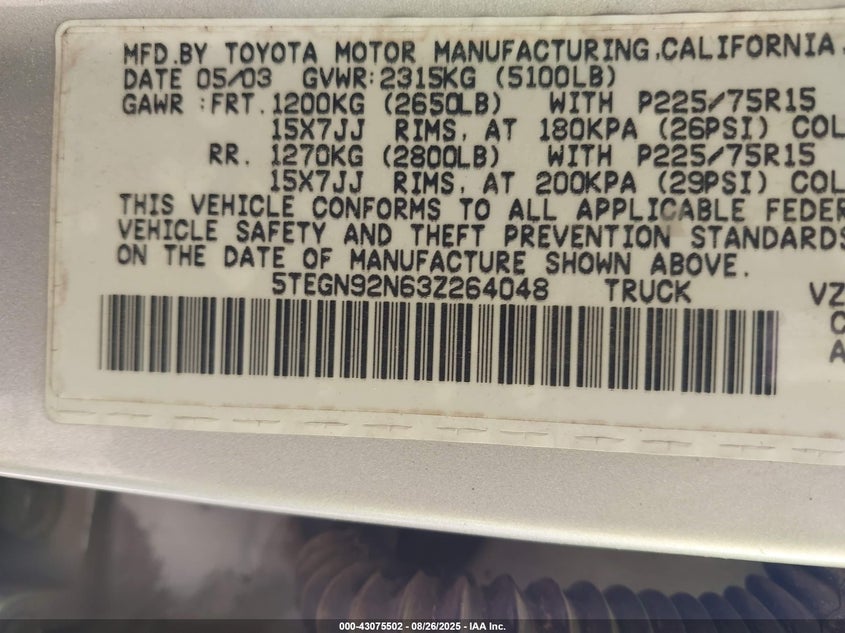 MFD.BY TOYOTA MOTOR MANUFACTURING,CALIFORNIA,
DATE 05/03 GVWR:2315KG (5100LB)
GAWR :FRT. 1200KG (2650LB) WITH P225/75R15
15X7JJ RIMS, AT 180KPA (26PSI) COL
RR. 1270KG (2800LB) WITH P225/75R15
15X7JJ RIMS, AT 200KPA (29PSI) COL
THIS VEHICLE CONFORMS TO ALL APPLICABLE FEDER
VEHICLE SAFETY AND THEFT PREVENTION STANDARDS
ON THE DATE OF MANUFACTURE SHOWN ABOVE.
5TEGN92N63Z264048 TRUCK VZ
C
A
000-43075502 - 08/26/2025 - IAA Inc.